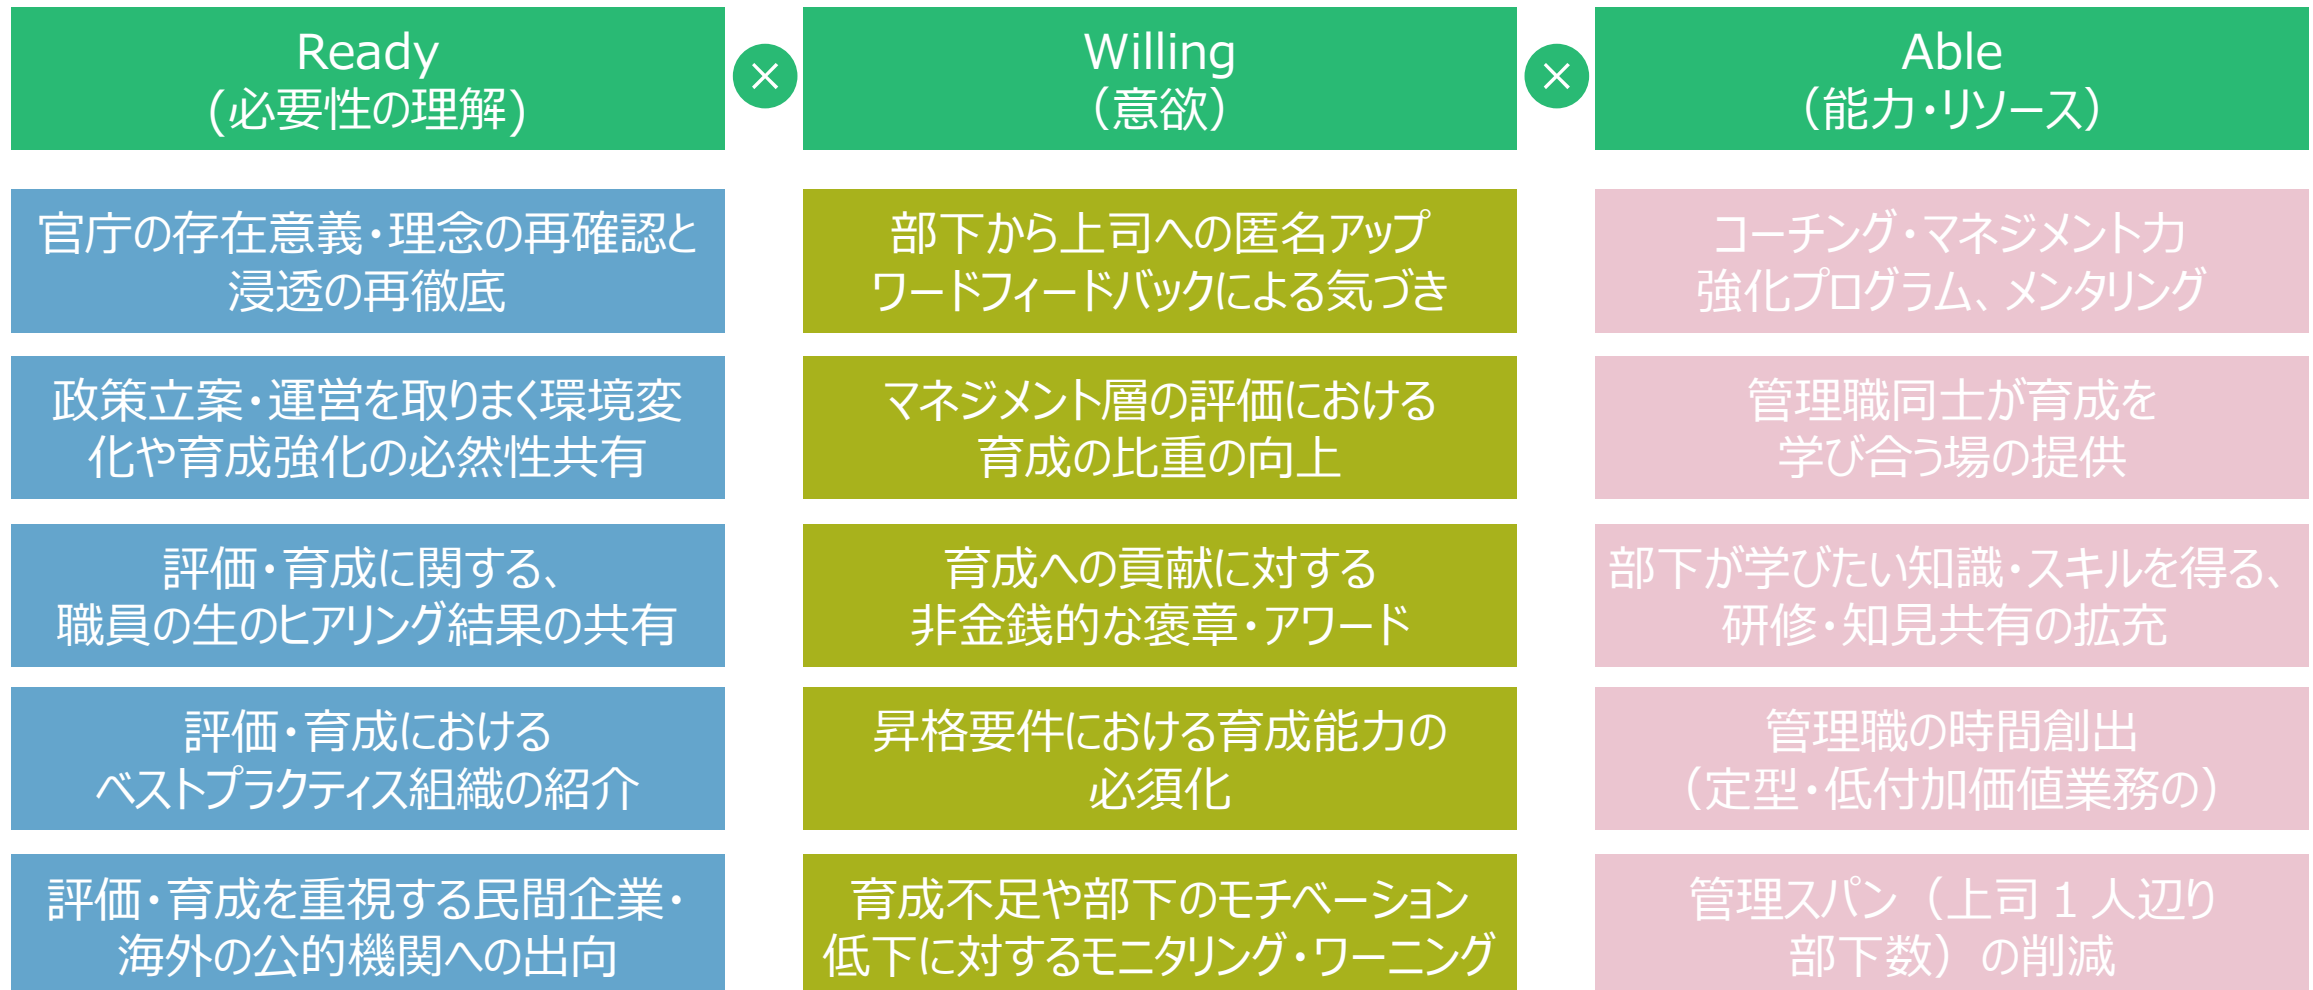 Ready
(必要性の理解)
×
Willing
（意欲）
×
Able
（能力・リソース）
官庁の存在意義・理念の再確認と
浸透の再徹底
政策立案・運営を取りまく環境変
化や育成強化の必然性共有
評価・育成に関する、
職員の生のヒアリング結果の共有
評価・育成における
ベストプラクティス組織の紹介
評価・育成を重視する民間企業・
海外の公的機関への出向
部下から上司への匿名アップ
ワードフィードバックによる気づき
マネジメント層の評価における
育成の比重の向上
育成への貢献に対する
非金銭的な褒章・アワード
昇格要件における育成能力の
必須化
育成不足や部下のモチベーション
低下に対するモニタリング・ワーニング
コーチング・マネジメント力
強化プログラム、メンタリング
管理職同士が育成を
学び合う場の提供
部下が学びたい知識・スキルを得る、
研修・知見共有の拡充
管理職の時間創出
（定型・低付加価値業務の）
管理スパン（上司１人辺り
部下数）の削減